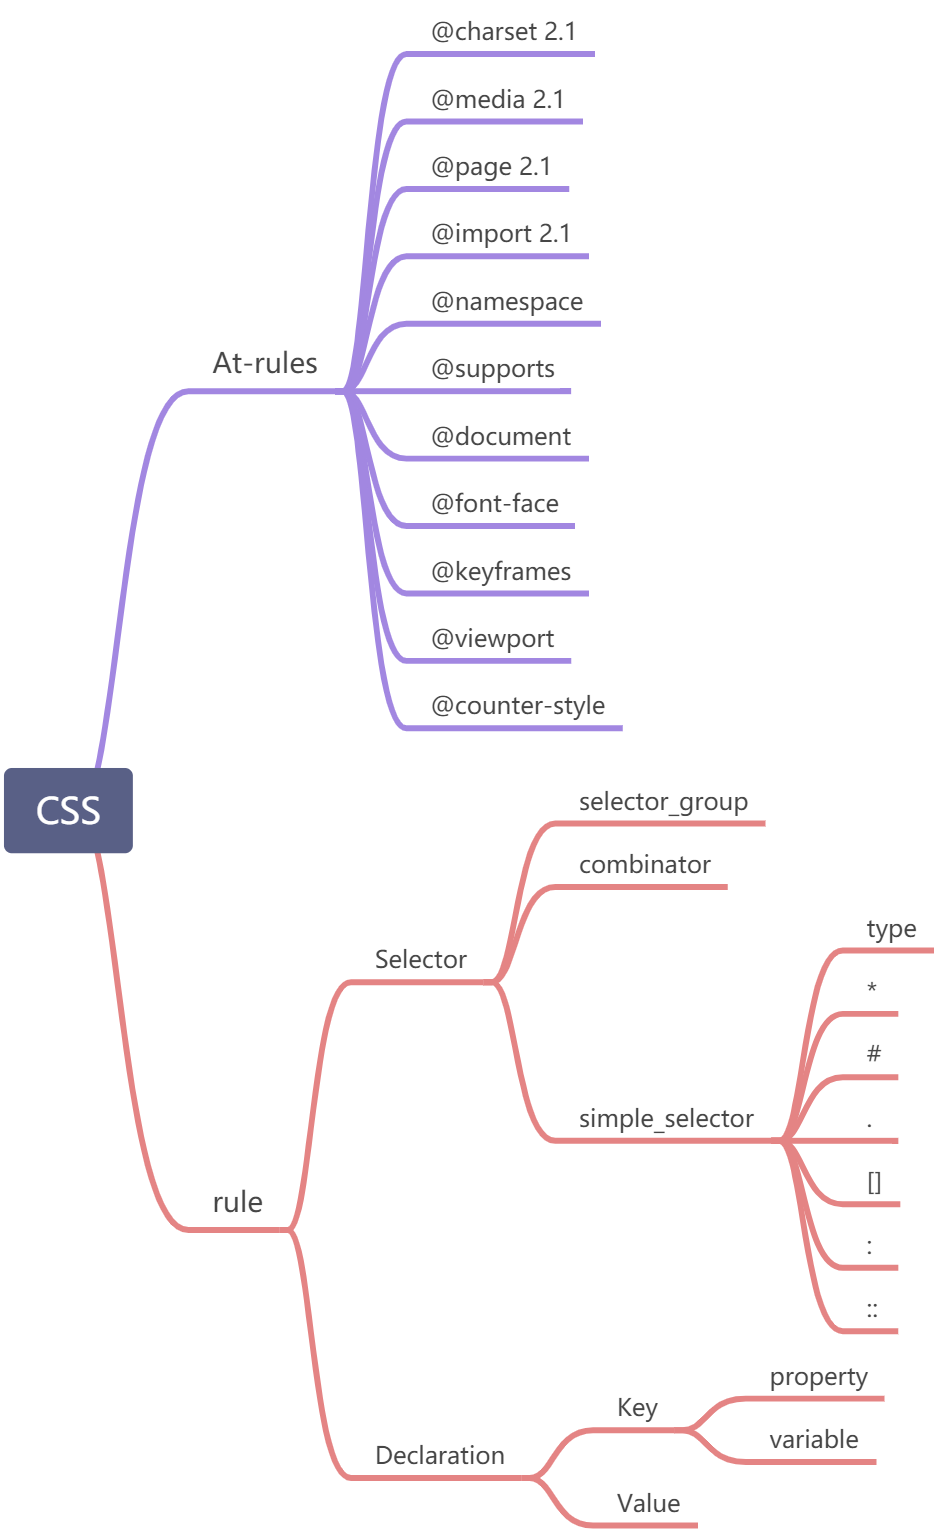 @charset 2.1
@media 2.1
@page 2.1
@import 2.1
@namespace
At-rules
@supports
@document
@font-face
@keyframes
@viewport
@counter-style
CSS
selector_group
combinator
Selector
type
*
#
simple_selector
.
[]
:
::
rule
Declaration
Key
property
variable
Value